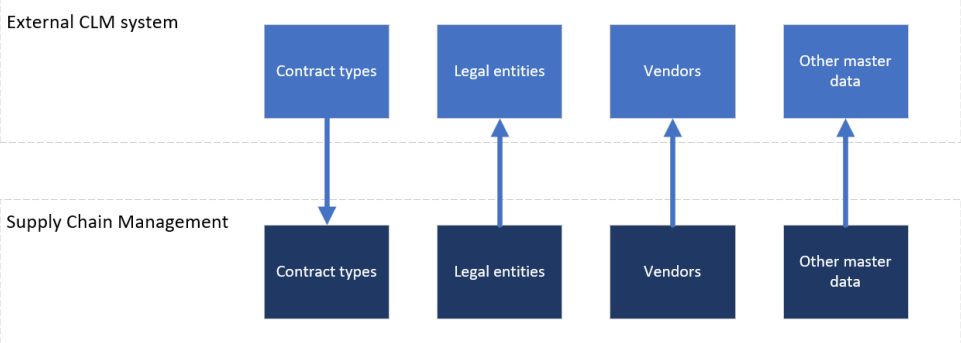 External CLM system
Contract types
Legal entities
Vendors
Other master
data
Supply Chain Management
Contract types
Legal entities
Vendors
Other master
data